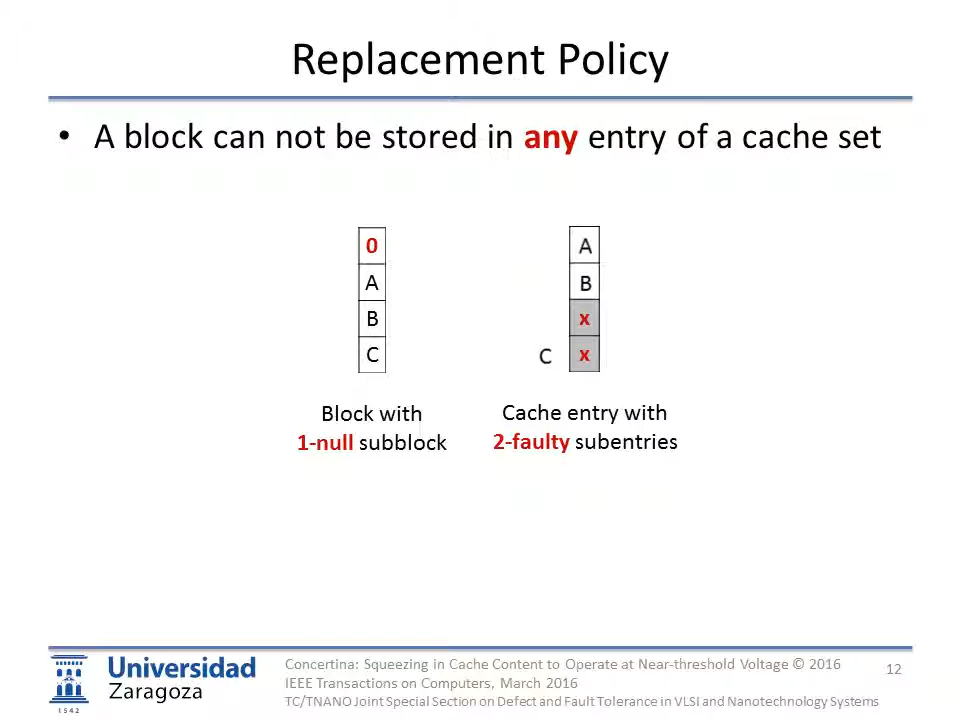 Replacement Policy
• A block can not be stored in any entry of a cache set
0
A
B
C
Block with
1-null subblock
A
B
x
C x
Cache entry with
2-faulty subentries
1542
Universidad
Zaragoza
Concertina: Squeezing in Cache Content to Operate at Near-threshold Voltage © 2016
IEEE Transactions on Computers, March 2016
TC/TNANO Joint Special Section on Defect and Fault Tolerance in VLSI and Nanotechnology Systems
12